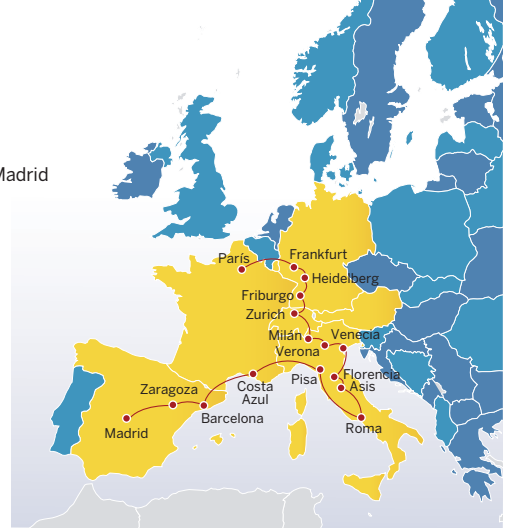 Madrid
París
Frankfurt
Heidelberg
Friburgo
Zurich
Milán
Venecia
Verona
Pisa
Florencia
Asis
Costa
Azul
Zaragoza
Barcelona
Madrid
Roma